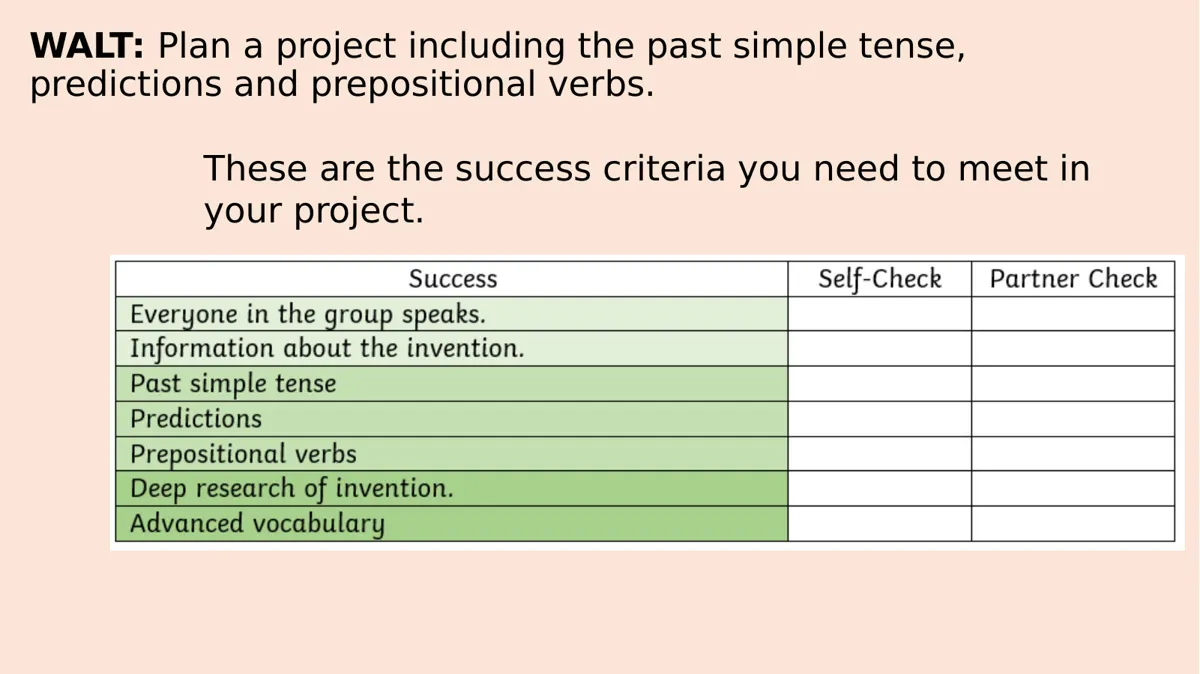 WALT: Plan a project including the past simple tense,
predictions and prepositional verbs.
These are the success criteria you need to meet in
your project.
Success Self-Check Partner Check
Everyone in the group speaks.
Information about the invention.
Past simple tense
Predictions
Prepositional verbs
Deep research of invention.
Advanced vocabulary